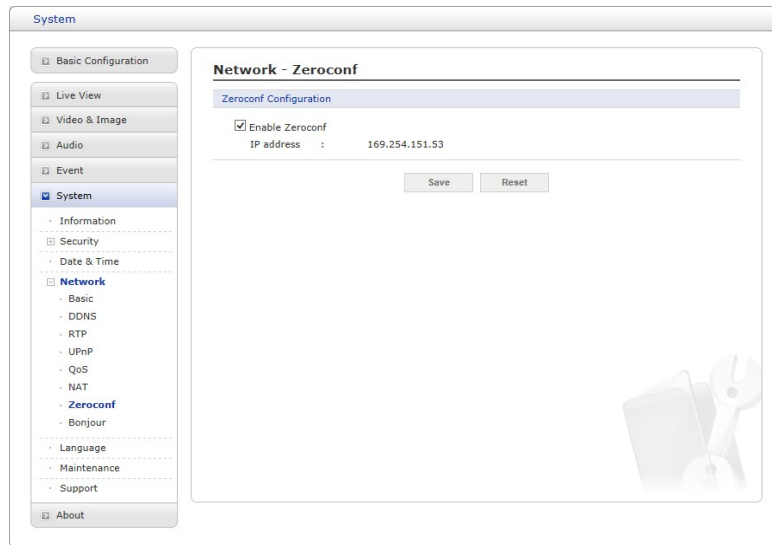 System
Basic Configuration
Live View
Video & Image
Audio
Event
System
· Information
Security
· Date & Time
Network
· Basic
· DDNS
· RTP
· UPnP
· QoS
· NAT
· Zeroconf
· Bonjour
· Language
· Maintenance
· Support
About
Network - Zeroconf
Zeroconf Configuration
Enable Zeroconf
IP address : 169.254.151.53
Save Reset